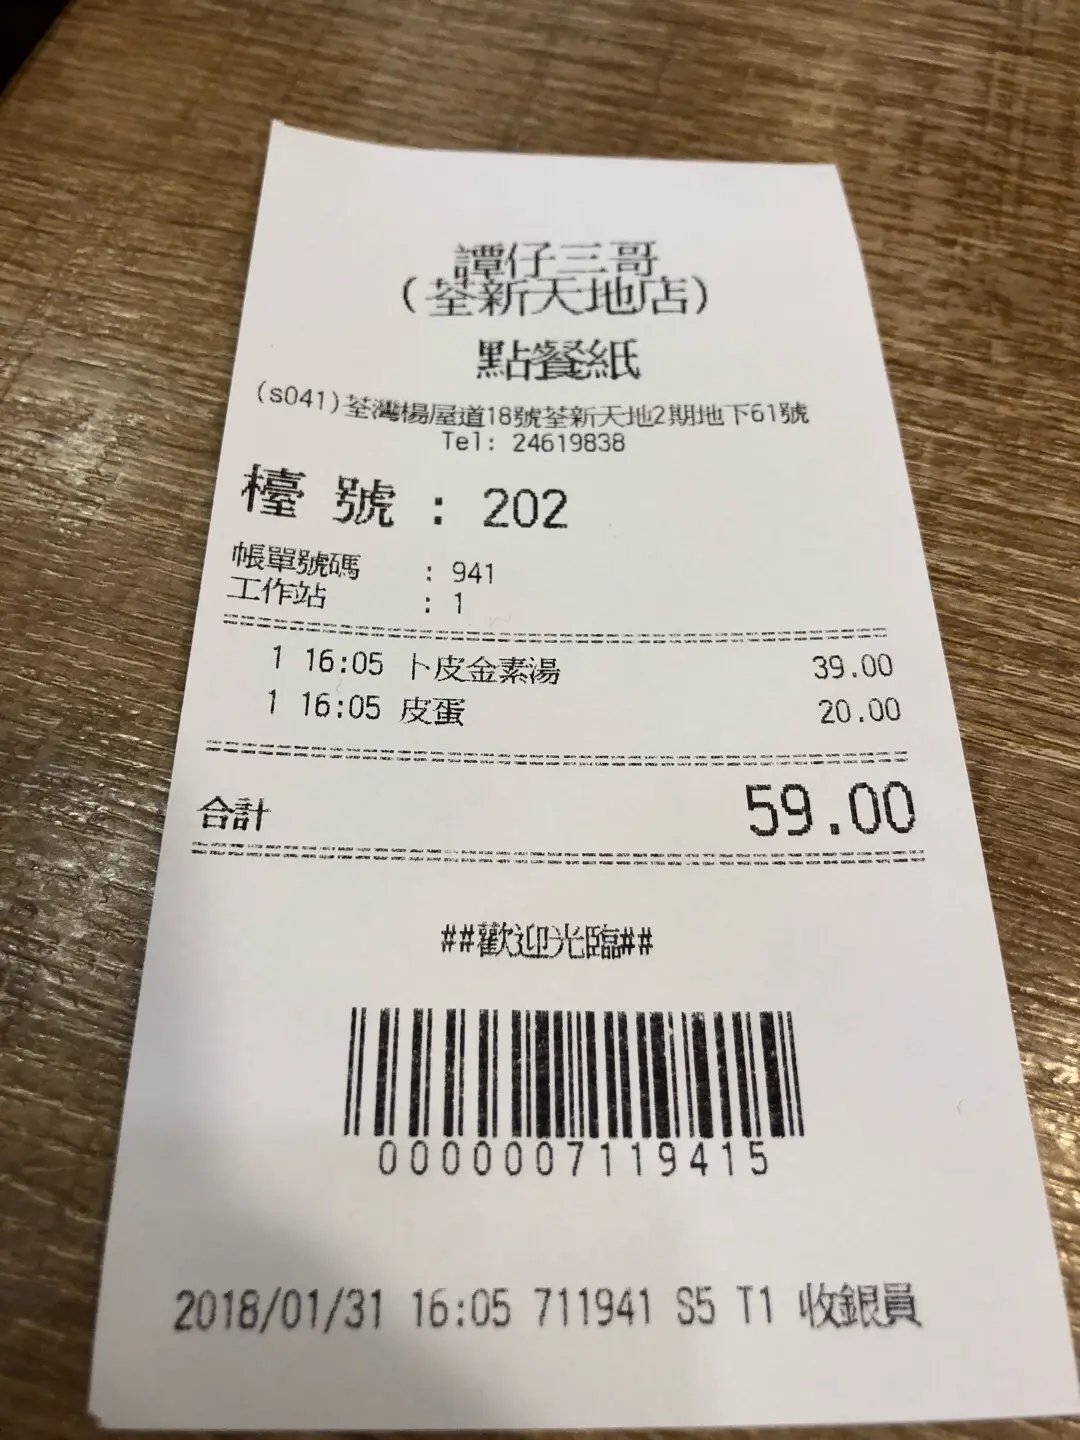 譚仔三哥
(荃新天地店)
點餐紙
(s041)荃灣楊屋道18號荃新天地2期地下61號
Tel: 24619838
檯 號 : 202
帳單號碼 : 941
工作站 : 1
1 16:05 卜皮金素湯 39.00
1 16:05 皮蛋 20.00
合計 59.00
##歡迎光臨##
0000007119415
2018/01/31 16:05 711941 S5 T1 收銀員